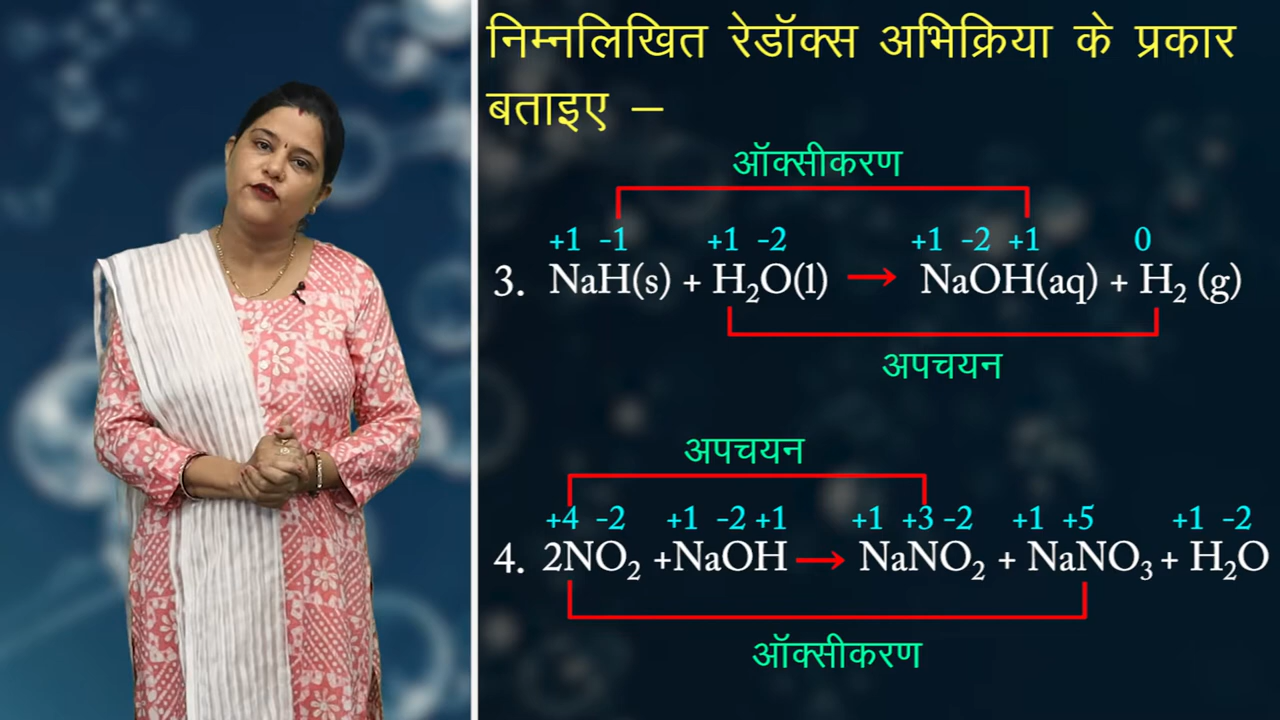 निम्नलिखित रेडॉक्स अभिक्रिया के प्रकार
बताइए –
ऑक्सीकरण
+1 -1 +1 -2 +1 -2 +1 0
3. NaH(s) + H₂O(l) → NaOH(aq) + H₂ (g)
अपचयन
अपचयन
+4 -2 +1 -2 +1 +1 +3 -2 +1 +5 +1 -2
4. 2NO₂ +NaOH → NaNO₂ + NaNO₃ + H₂O
ऑक्सीकरण